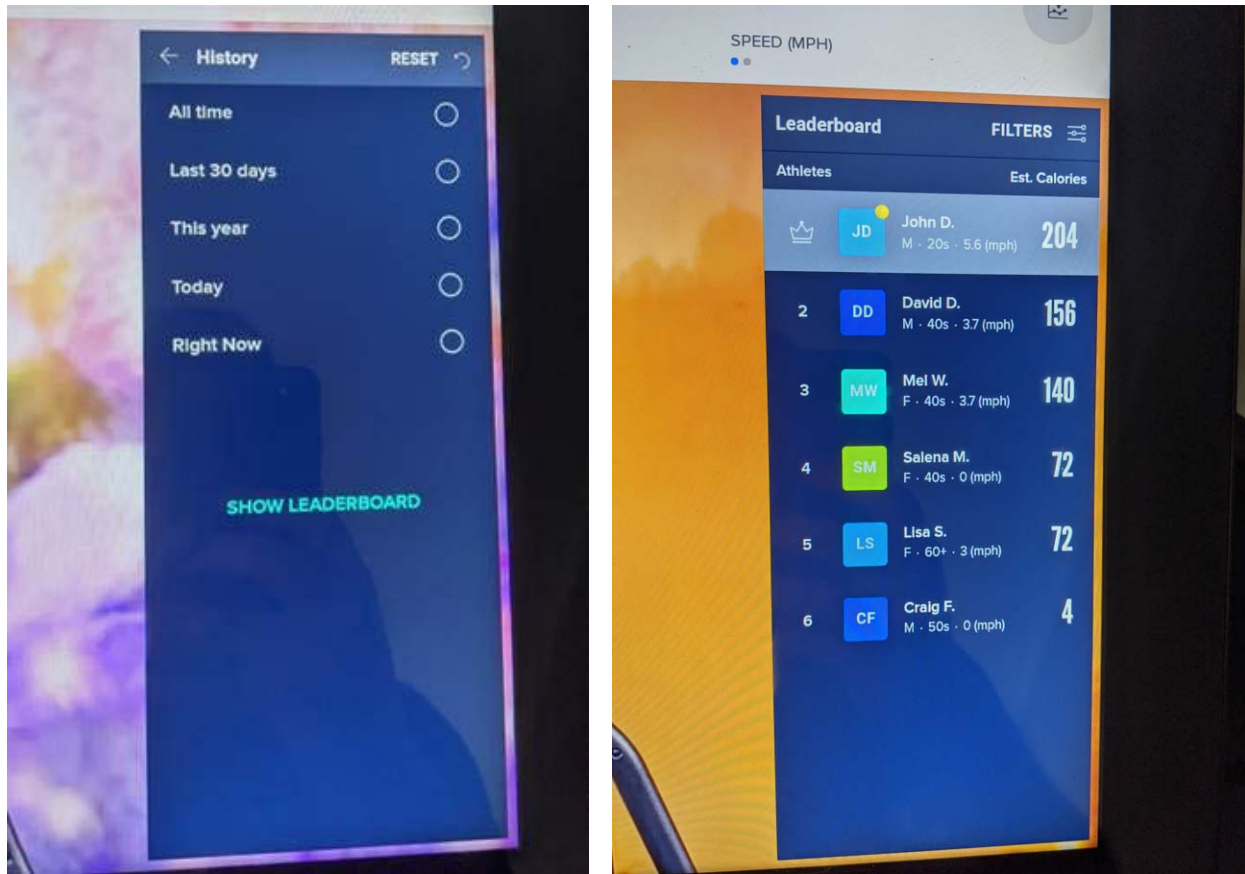 History RESET
All time
Last 30 days
This year
Today
Right Now
SHOW LEADERBOARD
SPEED (MPH)
Leaderboard FILTERS
Athletes Est. Calories
JD John D. 204
M · 20s · 5.6 (mph)
2 DD David D. 156
M · 40s · 3.7 (mph)
3 MW Mel W. 140
F · 40s · 3.7 (mph)
4 SM Salena M. 72
F · 40s · 0 (mph)
5 LS Lisa S. 72
F · 60+ · 3 (mph)
6 CF Craig F. 4
M · 50s · 0 (mph)